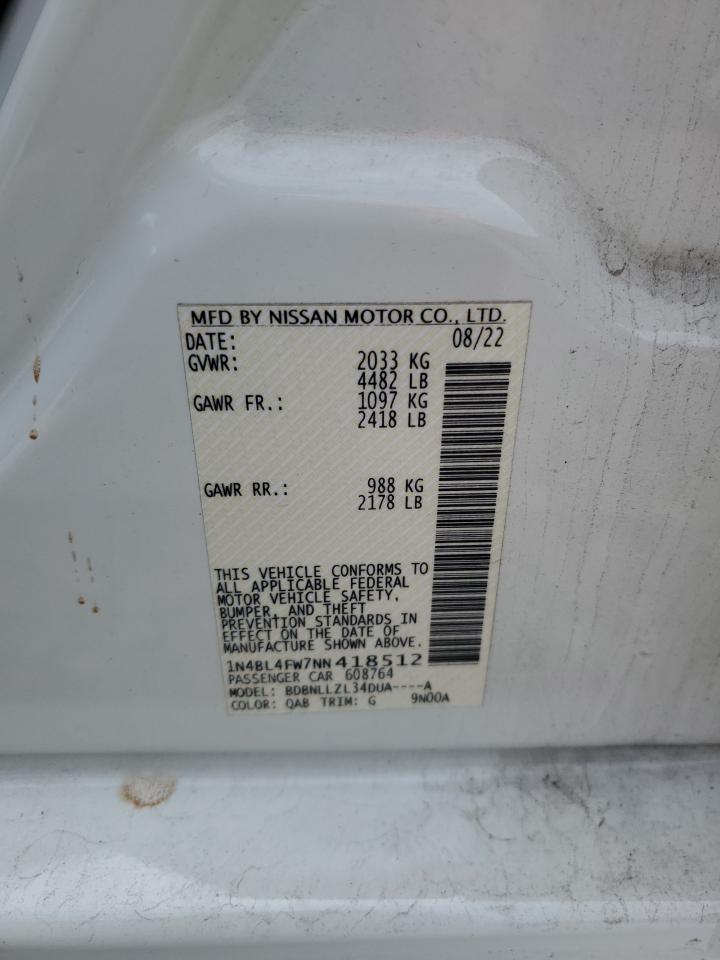 MFD BY NISSAN MOTOR CO., LTD.
DATE: 08/22
GVWR: 2033 KG
4482 LB
GAWR FR.: 1097 KG
2418 LB
GAWR RR.: 988 KG
2178 LB
THIS VEHICLE CONFORMS TO
ALL APPLICABLE FEDERAL
MOTOR VEHICLE SAFETY,
BUMPER, AND THEFT
PREVENTION STANDARDS IN
EFFECT ON THE DATE OF
MANUFACTURE SHOWN ABOVE.
1N4BL4FW7NN418512
PASSENGER CAR 608764
MODEL: BDBNLLZL34DUA----A
COLOR: QAB TRIM: G 9N00A